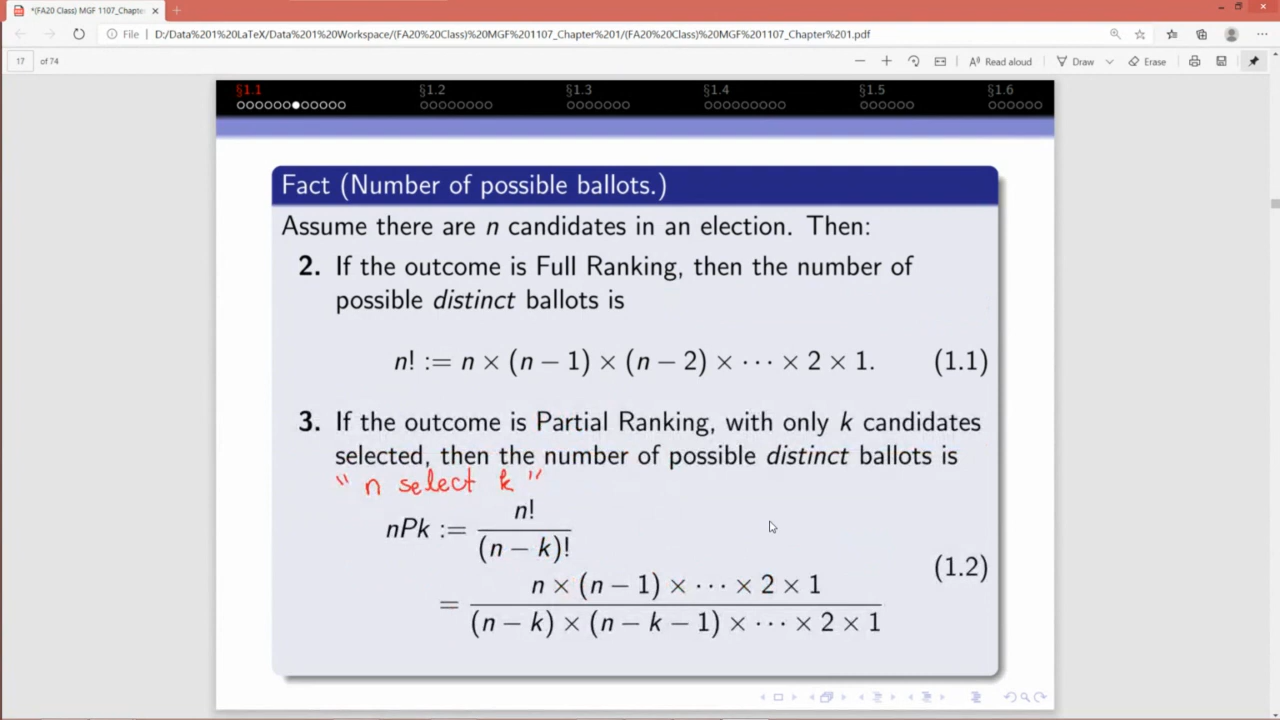 *(FA20 Class) MGF 1107_Chapte
File D:/Data%201%20LaTeX/Data%201%20Workspace/(FA20%20Class)%20MGF%201107_Chapter%201/(FA20%20Class)%20MGF%201107_Chapter%201.pdf
17 of 74 Read aloud Draw Erase
§1.1 §1.2 §1.3 §1.4 §1.5 §1.6
Fact (Number of possible ballots.)
Assume there are n candidates in an election. Then:
2. If the outcome is Full Ranking, then the number of
possible distinct ballots is
n! := n × (n − 1) × (n − 2) × ··· × 2 × 1. (1.1)
3. If the outcome is Partial Ranking, with only k candidates
selected, then the number of possible distinct ballots is
" n select k "
nPk := n! / (n − k)!
= n × (n − 1) × ··· × 2 × 1 / (n − k) × (n − k − 1) × ··· × 2 × 1 (1.2)